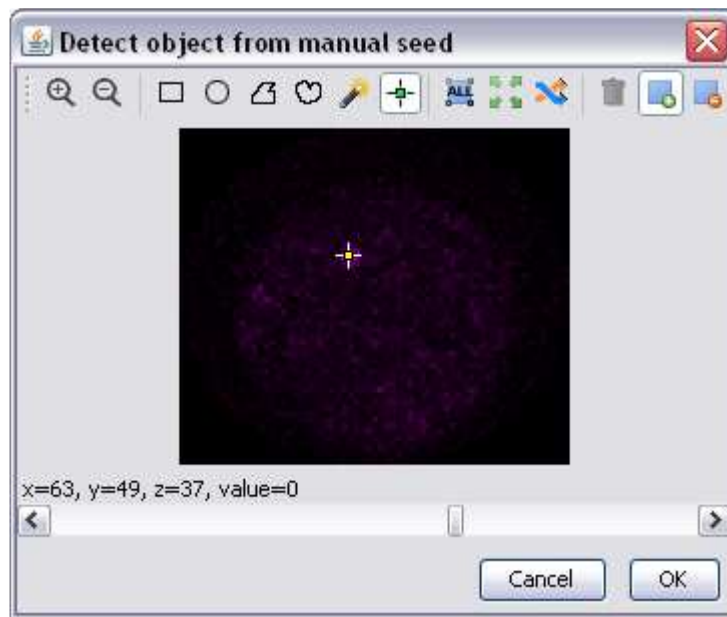 Detect object from manual seed
ALL
x=63, y=49, z=37, value=0
Cancel OK